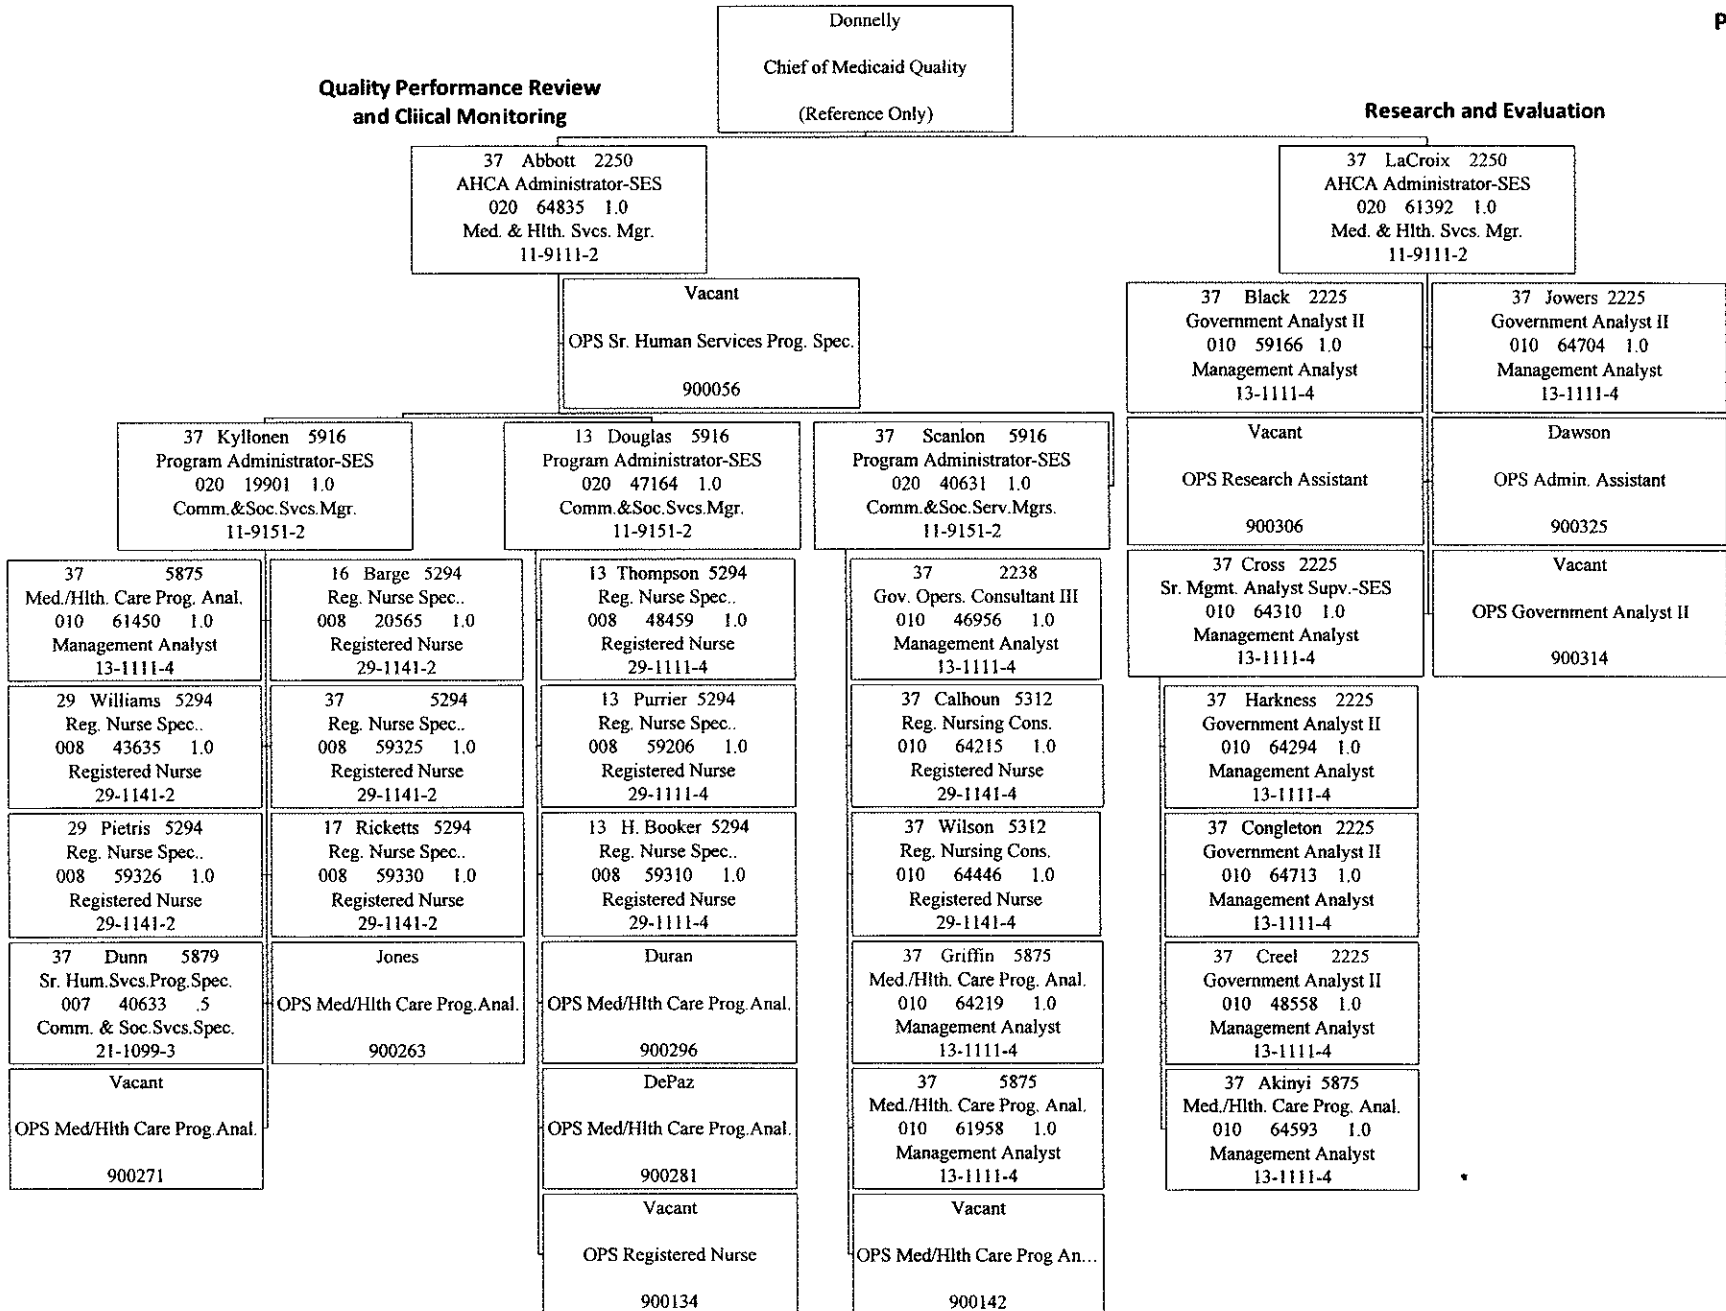 Donnelly
Chief of Medicaid Quality
(Reference Only)
P
Quality Performance Review
and Cliical Monitoring
Research and Evaluation
37 Abbott 2250
AHCA Administrator-SES
020 64835 1.0
Med. & Hlth. Svcs. Mgr.
11-9111-2
37 LaCroix 2250
AHCA Administrator-SES
020 61392 1.0
Med. & Hlth. Svcs. Mgr.
11-9111-2
Vacant
OPS Sr. Human Services Prog. Spec.
900056
37 Black 2225
Government Analyst II
010 59166 1.0
Management Analyst
13-1111-4
37 Jowers 2225
Government Analyst II
010 64704 1.0
Management Analyst
13-1111-4
37 Kyllonen 5916
Program Administrator-SES
020 19901 1.0
Comm.&Soc.Svcs.Mgr.
11-9151-2
13 Douglas 5916
Program Administrator-SES
020 47164 1.0
Comm.&Soc.Svcs.Mgr.
11-9151-2
37 Scanlon 5916
Program Administrator-SES
020 40631 1.0
Comm.&Soc.Serv.Mgrs.
11-9151-2
Vacant
OPS Research Assistant
900306
Dawson
OPS Admin. Assistant
900325
37 5875
Med./Hlth. Care Prog. Anal.
010 61450 1.0
Management Analyst
13-1111-4
16 Barge 5294
Reg. Nurse Spec..
008 20565 1.0
Registered Nurse
29-1141-2
13 Thompson 5294
Reg. Nurse Spec..
008 48459 1.0
Registered Nurse
29-1111-4
37 2238
Gov. Opers. Consultant III
010 46956 1.0
Management Analyst
13-1111-4
37 Cross 2225
Sr. Mgmt. Analyst Supv.-SES
010 64310 1.0
Management Analyst
13-1111-4
Vacant
OPS Government Analyst II
900314
29 Williams 5294
Reg. Nurse Spec..
008 43635 1.0
Registered Nurse
29-1141-2
37 5294
Reg. Nurse Spec..
008 59325 1.0
Registered Nurse
29-1141-2
13 Purrier 5294
Reg. Nurse Spec..
008 59206 1.0
Registered Nurse
29-1111-4
37 Calhoun 5312
Reg. Nursing Cons.
010 64215 1.0
Registered Nurse
29-1141-4
37 Harkness 2225
Government Analyst II
010 64294 1.0
Management Analyst
13-1111-4
29 Pietris 5294
Reg. Nurse Spec..
008 59326 1.0
Registered Nurse
29-1141-2
17 Ricketts 5294
Reg. Nurse Spec..
008 59330 1.0
Registered Nurse
29-1141-2
13 H. Booker 5294
Reg. Nurse Spec..
008 59310 1.0
Registered Nurse
29-1111-4
37 Wilson 5312
Reg. Nursing Cons.
010 64446 1.0
Registered Nurse
29-1141-4
37 Congleton 2225
Government Analyst II
010 64713 1.0
Management Analyst
13-1111-4
37 Dunn 5879
Sr. Hum.Svcs.Prog.Spec.
007 40633 .5
Comm. & Soc.Svcs.Spec.
21-1099-3
Jones
OPS Med/Hlth Care Prog.Anal.
900263
Duran
OPS Med/Hlth Care Prog.Anal.
900296
37 Griffin 5875
Med./Hlth Care Prog. Anal.
010 64219 1.0
Management Analyst
13-1111-4
37 Creel 2225
Government Analyst II
010 48558 1.0
Management Analyst
13-1111-4
Vacant
OPS Med/Hlth Care Prog.Anal.
900271
DePaz
OPS Med/Hlth Care Prog.Anal.
900281
37 5875
Med./Hlth. Care Prog. Anal.
010 61958 1.0
Management Analyst
13-1111-4
37 Akinyi 5875
Med./Hlth. Care Prog. Anal.
010 64593 1.0
Management Analyst
13-1111-4
Vacant
OPS Registered Nurse
900134
Vacant
OPS Med/Hlth Care Prog An...
900142